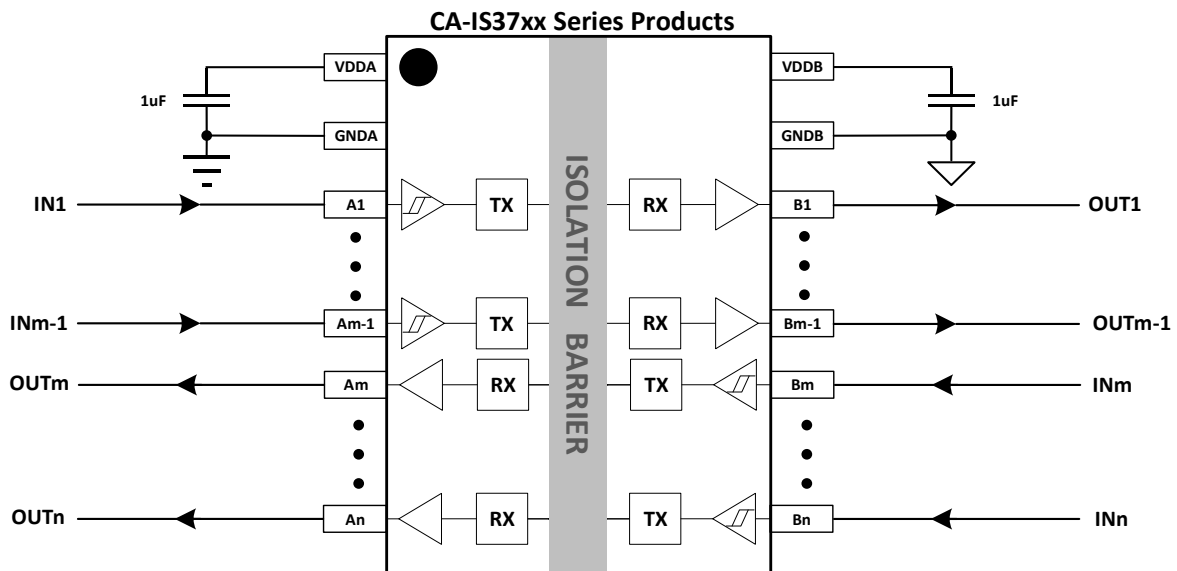 CA-IS37xx Series Products
VDDA
VDDB
1uF
1uF
GNDA
GNDB
ISOLATION BARRIER
IN1
A1
TX
RX
B1
OUT1
INm-1
Am-1
TX
RX
Bm-1
OUTm-1
OUTm
Am
RX
TX
Bm
INm
OUTn
An
RX
TX
Bn
INn